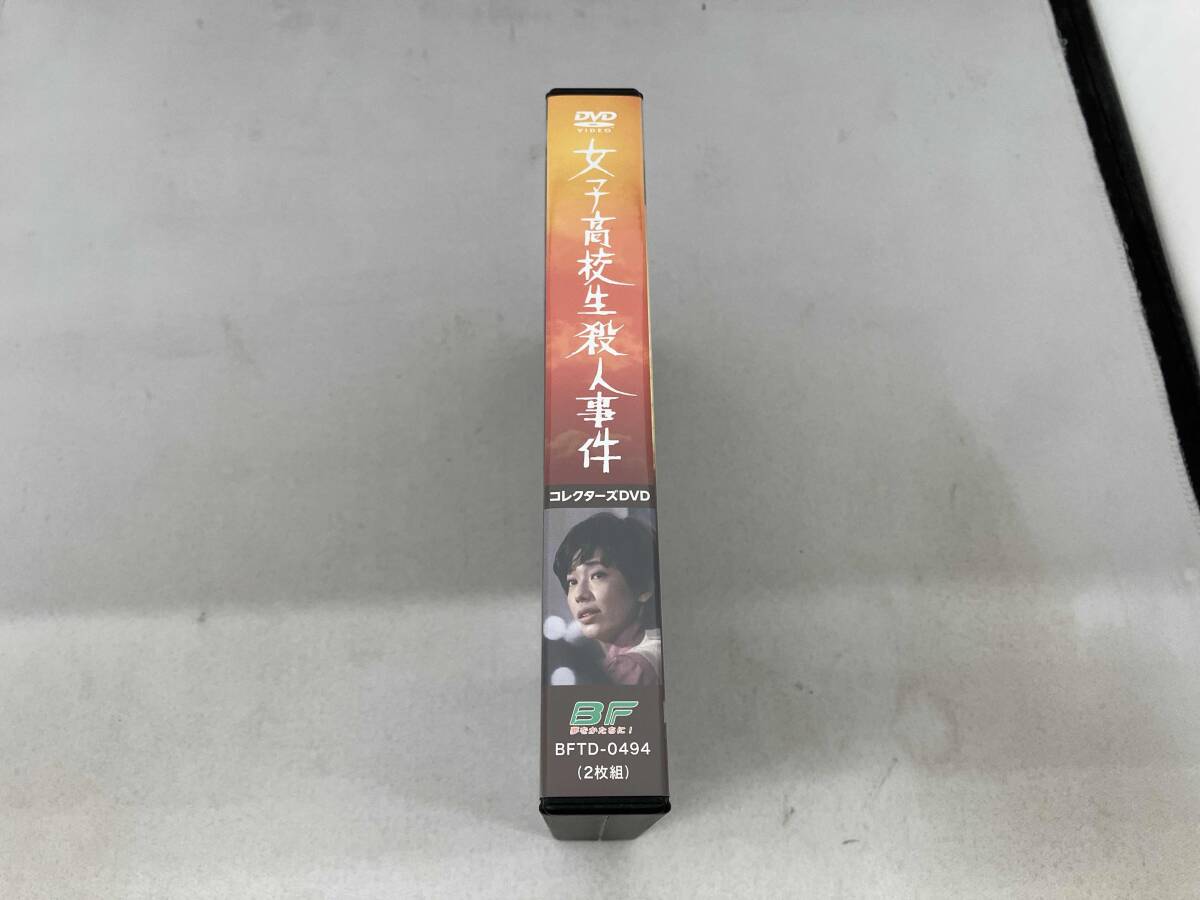 DVD
VIDEO
女子高校生殺人事件
コレクターズDVD
BF
夢をかたちに!
BFTD-0494
(2枚組)